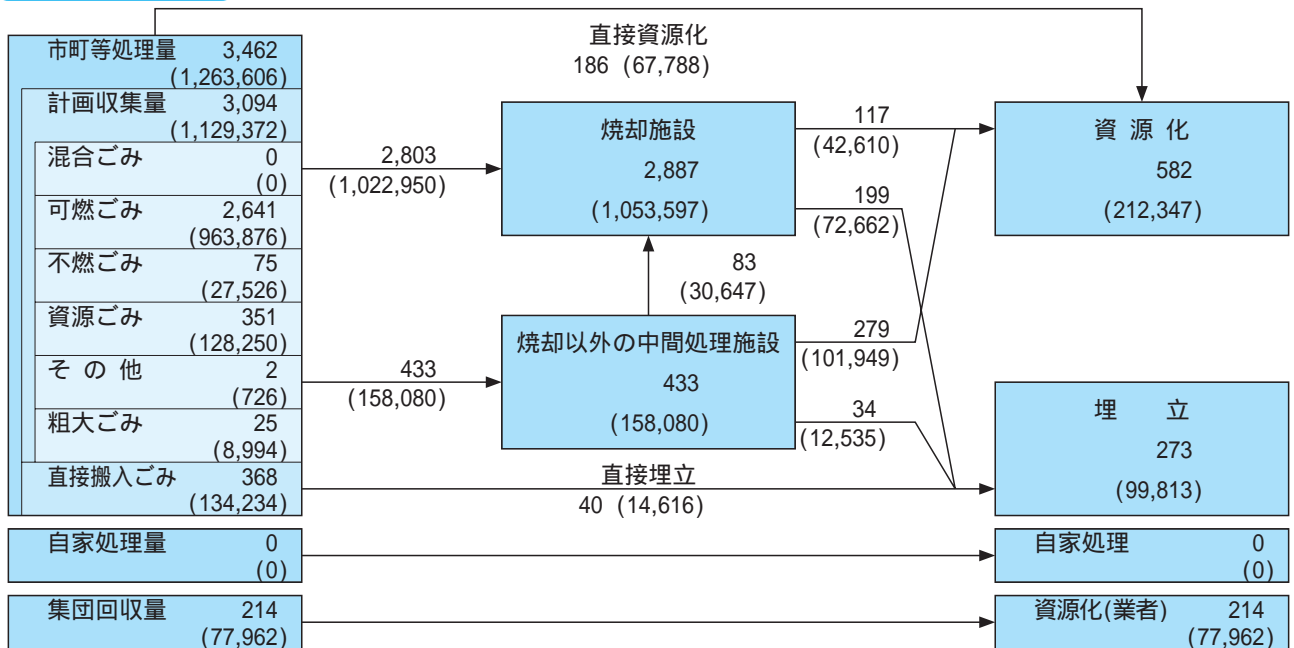 直接資源化
186 (67,788)
市町等処理量 3,462
(1,263,606)
計画収集量 3,094
(1,129,372)
混合ごみ 0
(0)
可燃ごみ 2,641
(963,876)
不燃ごみ 75
(27,526)
資源ごみ 351
(128,250)
その他 2
(726)
粗大ごみ 25
(8,994)
直接搬入ごみ 368
(134,234)
2,803
(1,022,950)
433
(158,080)
焼却施設
2,887
(1,053,597)
117
(42,610)
199
(72,662)
83
(30,647)
焼却以外の中間処理施設
433
(158,080)
279
(101,949)
34
(12,535)
直接埋立
40 (14,616)
資源化
582
(212,347)
埋立
273
(99,813)
自家処理量 0
(0)
自家処理 0
(0)
集団回収量 214
(77,962)
資源化(業者) 214
(77,962)